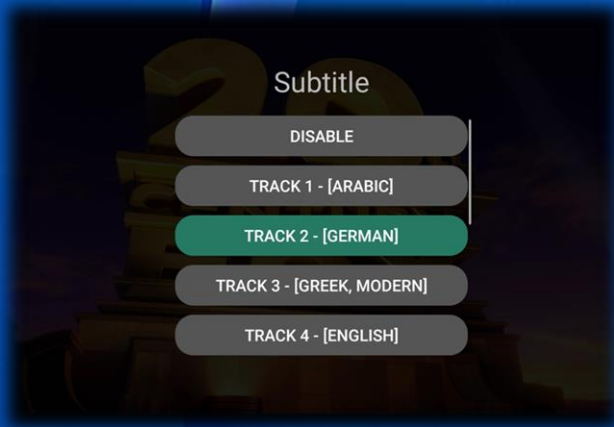 Subtitle
DISABLE
TRACK 1 - [ARABIC]
TRACK 2 - [GERMAN]
TRACK 3 - [GREEK, MODERN]
TRACK 4 - [ENGLISH]